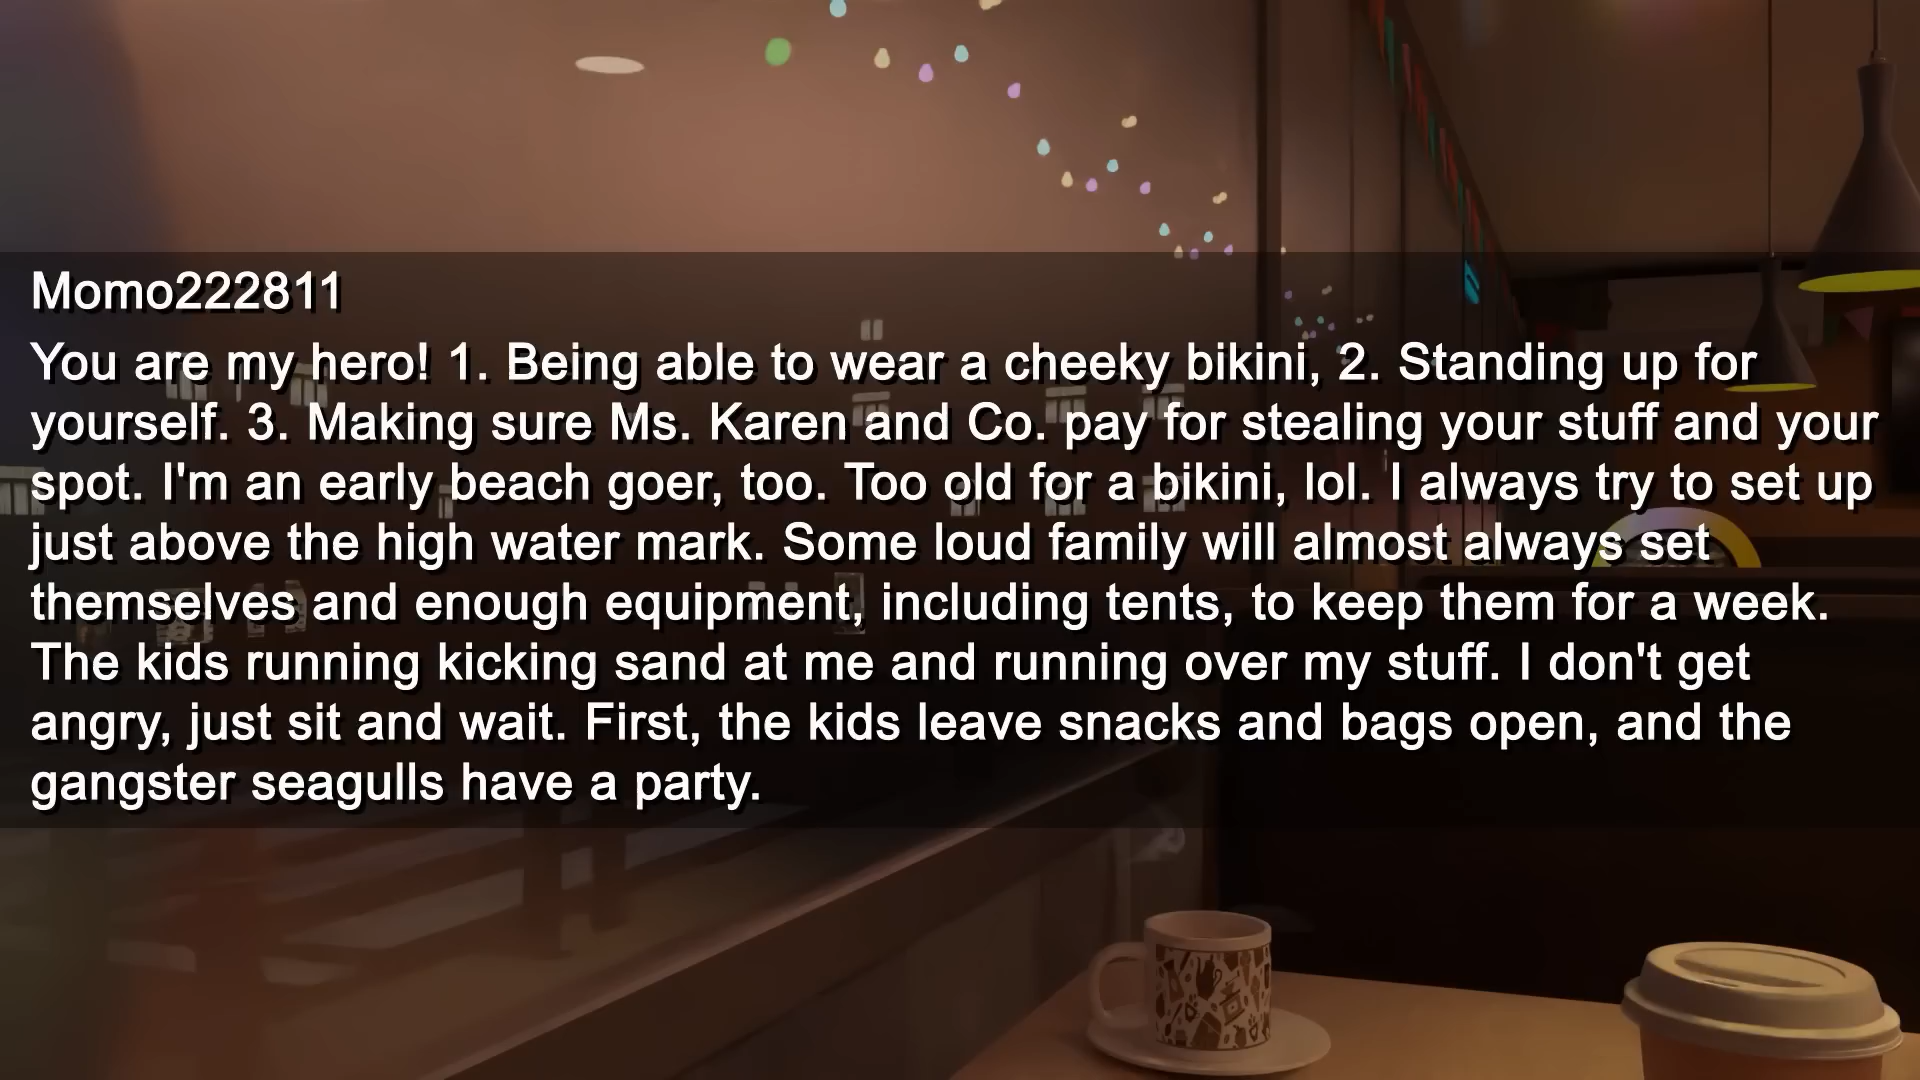 Momo222811
You are my hero! 1. Being able to wear a cheeky bikini, 2. Standing up for
yourself. 3. Making sure Ms. Karen and Co. pay for stealing your stuff and your
spot. I'm an early beach goer, too. Too old for a bikini, lol. I always try to set up
just above the high water mark. Some loud family will almost always set
themselves and enough equipment, including tents, to keep them for a week.
The kids running kicking sand at me and running over my stuff. I don't get
angry, just sit and wait. First, the kids leave snacks and bags open, and the
gangster seagulls have a party.